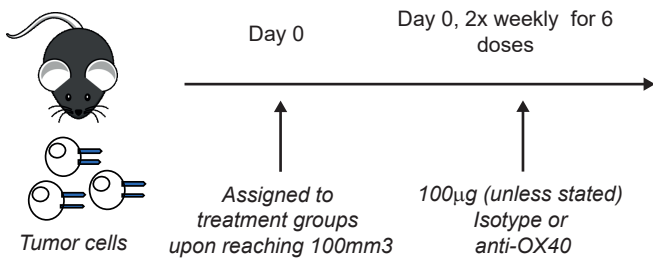 Day 0
Day 0, 2x weekly for 6
doses
Tumor cells
Assigned to
treatment groups
upon reaching 100mm3
100μg (unless stated)
Isotype or
anti-OX40